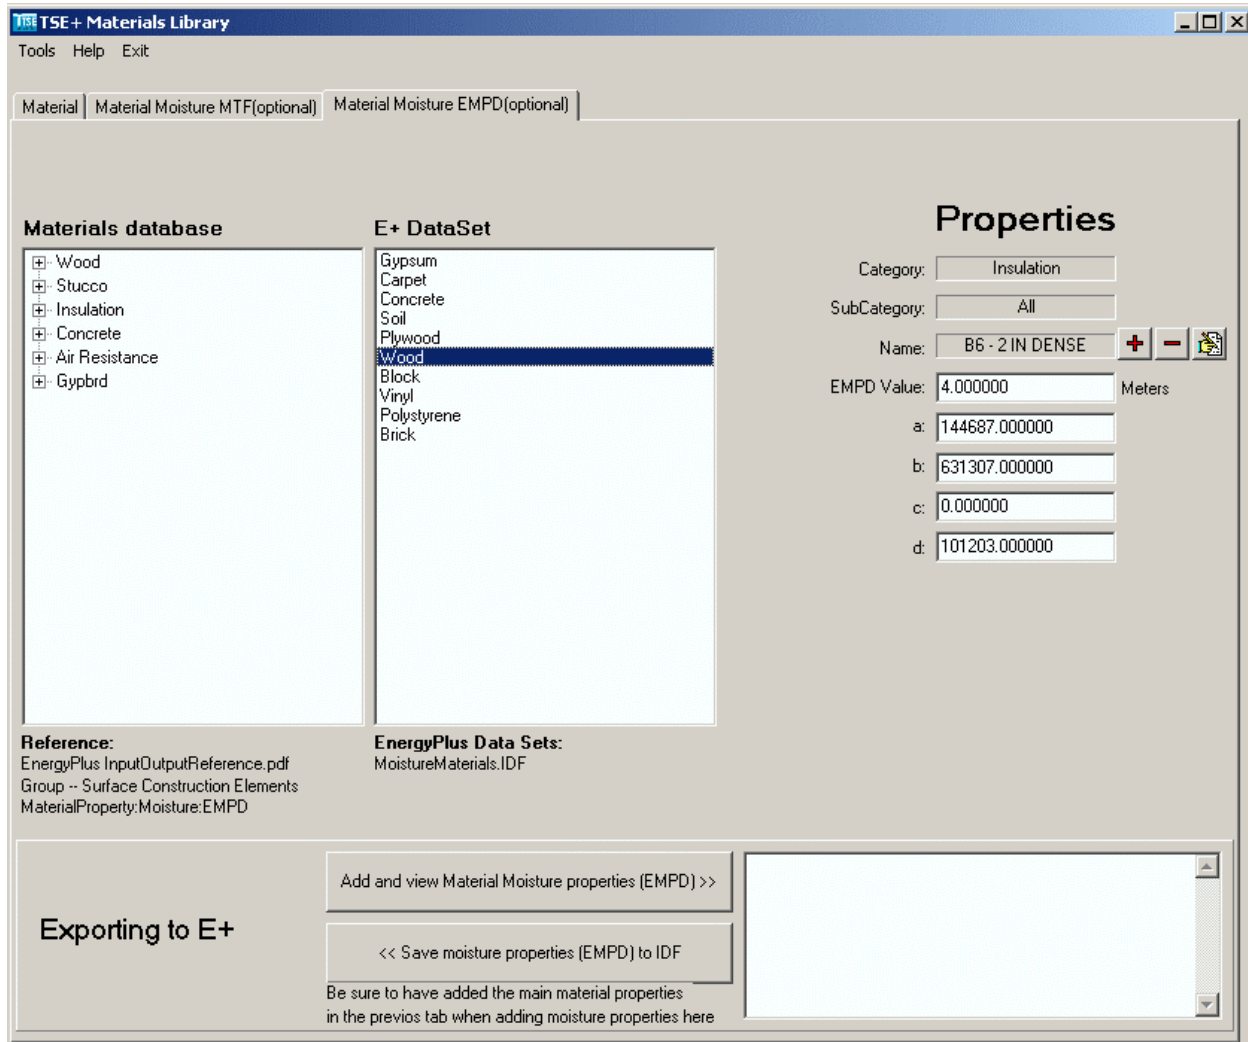 TSE TSE+ Materials Library
Tools Help Exit
Material Material Moisture MTF(optional) Material Moisture EMPD(optional)
Materials database
Wood
Stucco
Insulation
Concrete
Air Resistance
Gypbrd
E+ DataSet
Gypsum
Carpet
Concrete
Soil
Plywood
Wood
Block
Vinyl
Polystyrene
Brick
Properties
Category: Insulation
SubCategory: All
Name: B6 - 2 IN DENSE
EMPD Value: 4.000000 Meters
a: 144687.000000
b: 631307.000000
c: 0.000000
d: 101203.000000
Reference:
EnergyPlus InputOutputReference.pdf
Group -- Surface Construction Elements
MaterialProperty:Moisture:EMPD
EnergyPlus Data Sets:
MoistureMaterials.IDF
Exporting to E+
Add and view Material Moisture properties (EMPD) >>
<< Save moisture properties (EMPD) to IDF
Be sure to have added the main material properties
in the previos tab when adding moisture properties here